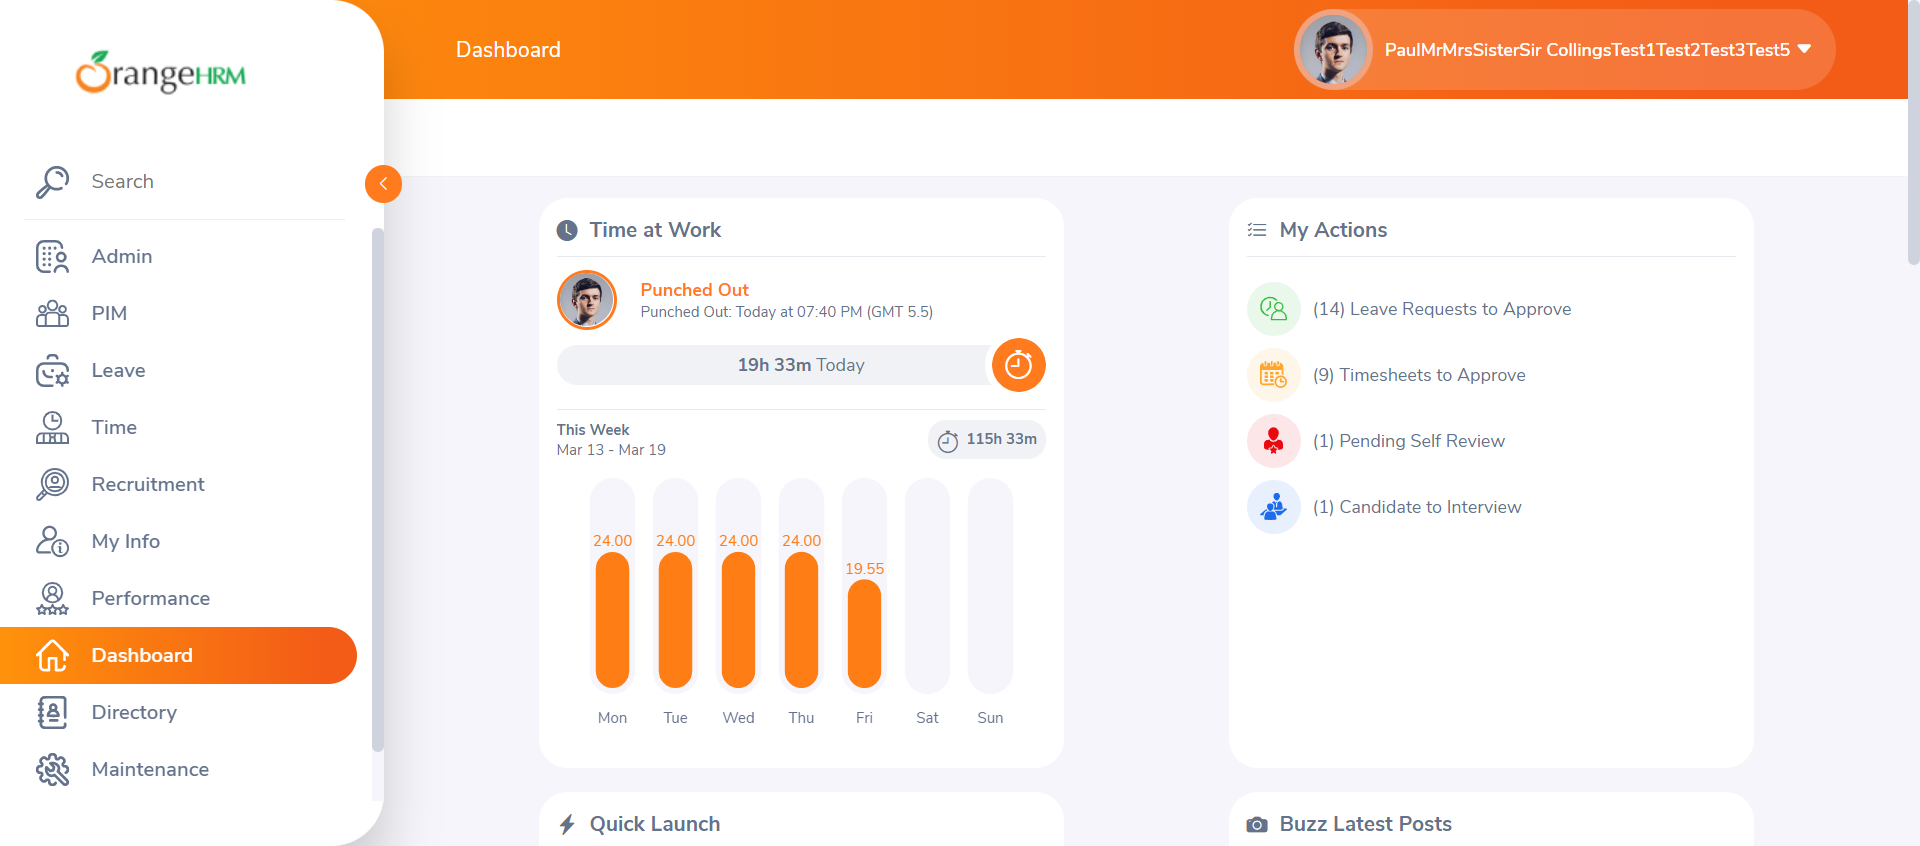 OrangeHRM
Search
Admin
PIM
Leave
Time
Recruitment
My Info
Performance
Dashboard
Directory
Maintenance
Dashboard
PaulMrMrsSisterSir CollingsTest1Test2Test3Test5
Time at Work
Punched Out
Punched Out: Today at 07:40 PM (GMT 5.5)
19h 33m Today
This Week
Mar 13 - Mar 19
115h 33m
24.00 24.00 24.00 24.00
19.55
Mon Tue Wed Thu Fri Sat Sun
My Actions
(14) Leave Requests to Approve
(9) Timesheets to Approve
(1) Pending Self Review
(1) Candidate to Interview
Quick Launch
Buzz Latest Posts